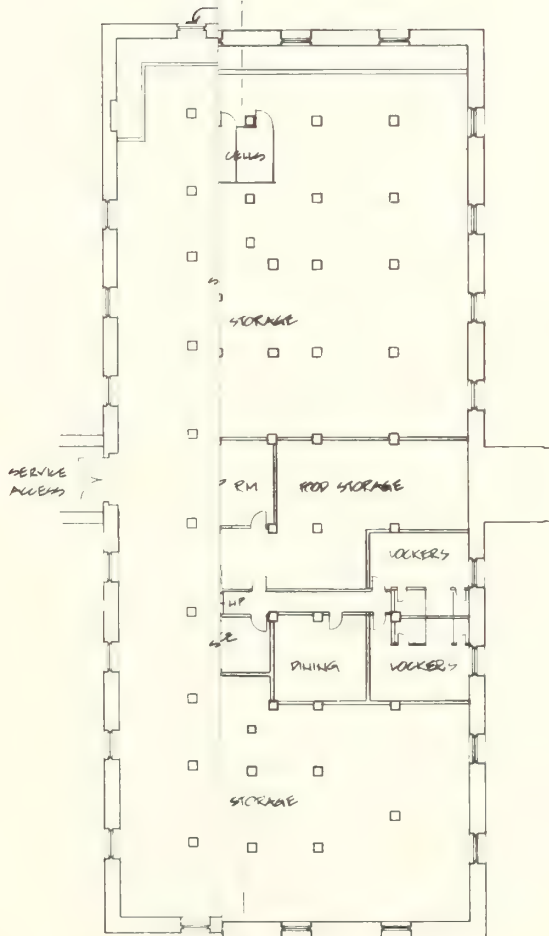 CELLS
STORAGE
SERVICE
ACCESS
RM
FOOD STORAGE
LOCKERS
DINING
LOCKERS
STORAGE